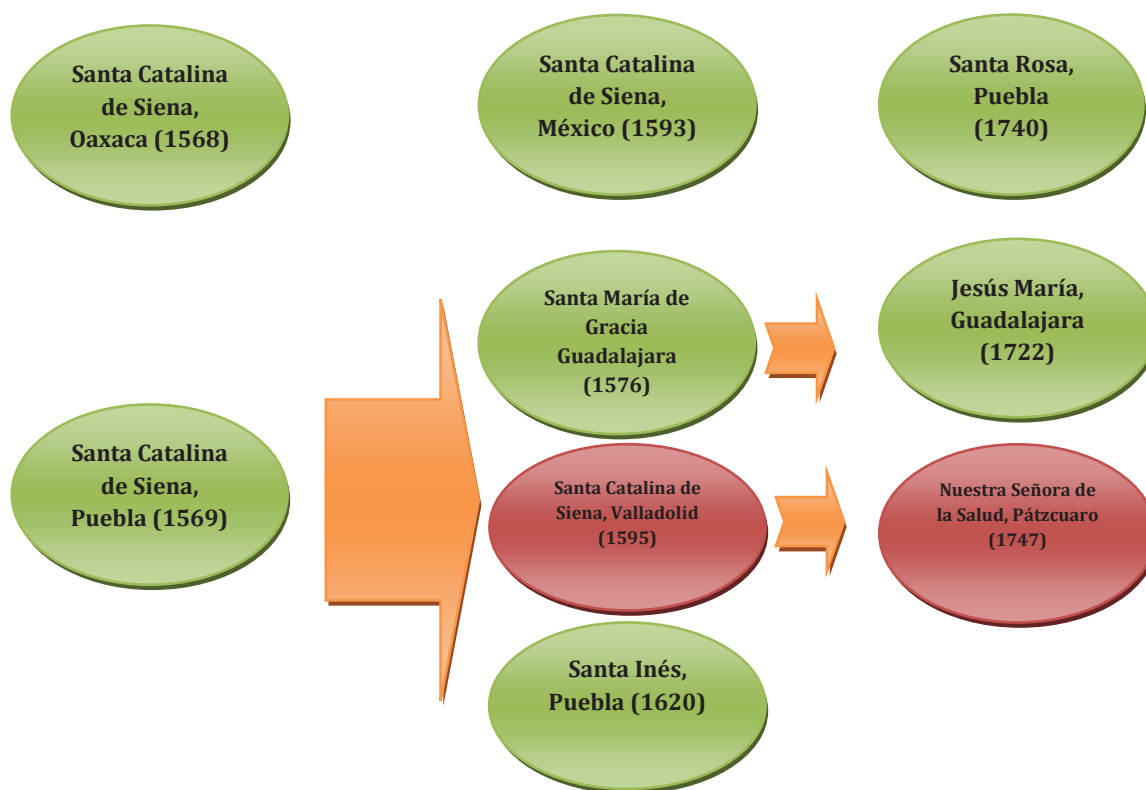 Santa Catalina
de Siena,
Oaxaca (1568)
Santa Catalina
de Siena,
México (1593)
Santa Rosa,
Puebla
(1740)
Santa María de
Gracia
Guadalajara
(1576)
Jesús María,
Guadalajara
(1722)
Santa Catalina
de Siena,
Puebla (1569)
Santa Catalina de
Siena, Valladolid
(1595)
Nuestra Señora de
la Salud, Pátzcuaro
(1747)
Santa Inés,
Puebla (1620)